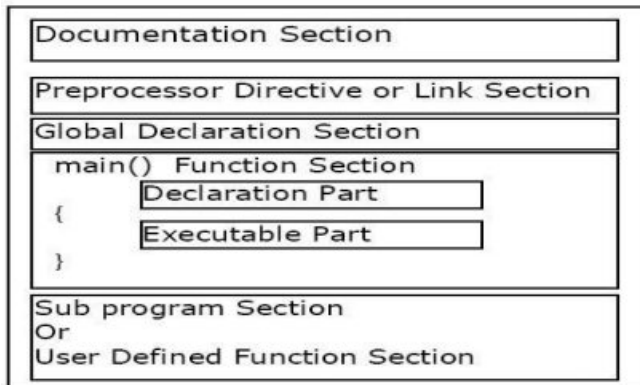 Documentation Section
Preprocessor Directive or Link Section
Global Declaration Section
main() Function Section
Declaration Part
{
Executable Part
}
Sub program Section
Or
User Defined Function Section